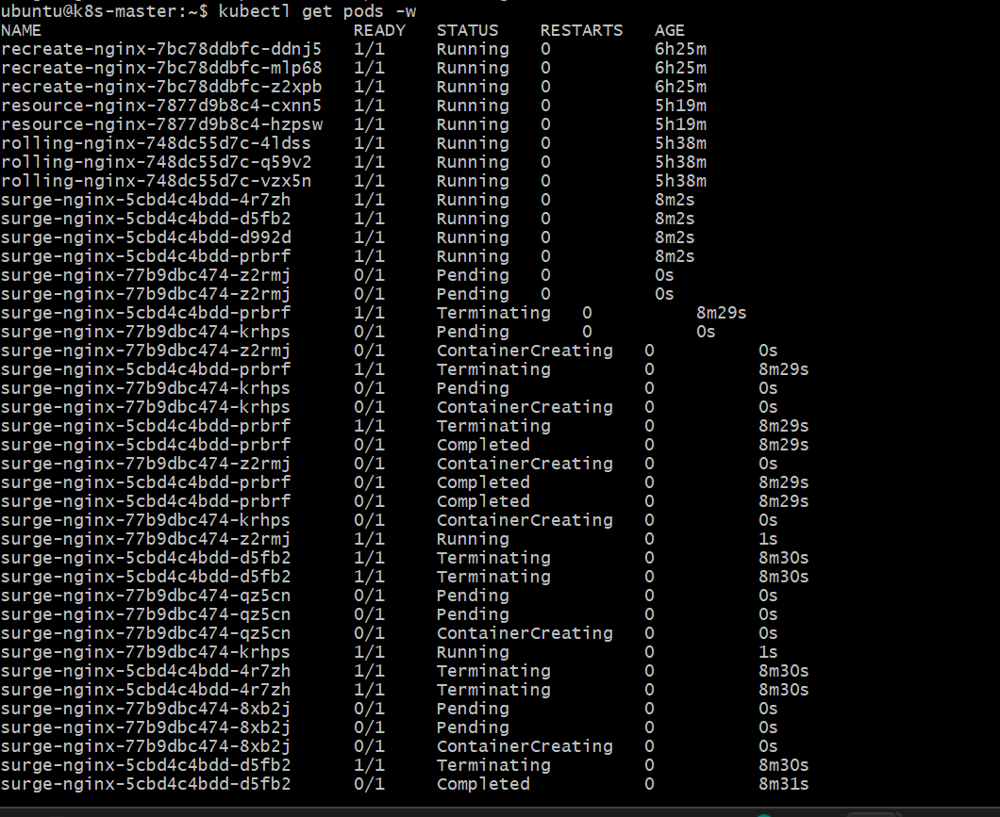 ubuntu@k8s-master:~$ kubectl get pods -w
NAME READY STATUS RESTARTS AGE
recreate-nginx-7bc78ddbfc-ddnj5 1/1 Running 0 6h25m
recreate-nginx-7bc78ddbfc-mlp68 1/1 Running 0 6h25m
recreate-nginx-7bc78ddbfc-z2xpb 1/1 Running 0 6h25m
resource-nginx-7877d9b8c4-cxnn5 1/1 Running 0 5h19m
resource-nginx-7877d9b8c4-hzpsw 1/1 Running 0 5h19m
rolling-nginx-748dc55d7c-4ldss 1/1 Running 0 5h38m
rolling-nginx-748dc55d7c-q59v2 1/1 Running 0 5h38m
rolling-nginx-748dc55d7c-vzx5n 1/1 Running 0 5h38m
surge-nginx-5cbd4c4bdd-4r7zh 1/1 Running 0 8m2s
surge-nginx-5cbd4c4bdd-d5fb2 1/1 Running 0 8m2s
surge-nginx-5cbd4c4bdd-d992d 1/1 Running 0 8m2s
surge-nginx-5cbd4c4bdd-prbrf 1/1 Running 0 8m2s
surge-nginx-77b9dbc474-z2rmj 0/1 Pending 0 0s
surge-nginx-77b9dbc474-z2rmj 0/1 Pending 0 0s
surge-nginx-5cbd4c4bdd-prbrf 1/1 Terminating 0 8m29s
surge-nginx-77b9dbc474-krhps 0/1 Pending 0 0s
surge-nginx-77b9dbc474-z2rmj 0/1 ContainerCreating 0 0s
surge-nginx-5cbd4c4bdd-prbrf 1/1 Terminating 0 8m29s
surge-nginx-77b9dbc474-krhps 0/1 Pending 0 0s
surge-nginx-77b9dbc474-krhps 0/1 ContainerCreating 0 0s
surge-nginx-5cbd4c4bdd-prbrf 1/1 Terminating 0 8m29s
surge-nginx-5cbd4c4bdd-prbrf 0/1 Completed 0 8m29s
surge-nginx-77b9dbc474-z2rmj 0/1 ContainerCreating 0 0s
surge-nginx-5cbd4c4bdd-prbrf 0/1 Completed 0 8m29s
surge-nginx-5cbd4c4bdd-prbrf 0/1 Completed 0 8m29s
surge-nginx-77b9dbc474-krhps 0/1 ContainerCreating 0 0s
surge-nginx-77b9dbc474-z2rmj 1/1 Running 0 1s
surge-nginx-5cbd4c4bdd-d5fb2 1/1 Terminating 0 8m30s
surge-nginx-5cbd4c4bdd-d5fb2 1/1 Terminating 0 8m30s
surge-nginx-77b9dbc474-qz5cn 0/1 Pending 0 0s
surge-nginx-77b9dbc474-qz5cn 0/1 Pending 0 0s
surge-nginx-77b9dbc474-qz5cn 0/1 ContainerCreating 0 0s
surge-nginx-77b9dbc474-krhps 1/1 Running 0 1s
surge-nginx-5cbd4c4bdd-4r7zh 1/1 Terminating 0 8m30s
surge-nginx-5cbd4c4bdd-4r7zh 1/1 Terminating 0 8m30s
surge-nginx-77b9dbc474-8xb2j 0/1 Pending 0 0s
surge-nginx-77b9dbc474-8xb2j 0/1 Pending 0 0s
surge-nginx-77b9dbc474-8xb2j 0/1 ContainerCreating 0 0s
surge-nginx-5cbd4c4bdd-d5fb2 1/1 Terminating 0 8m30s
surge-nginx-5cbd4c4bdd-d5fb2 0/1 Completed 0 8m31s